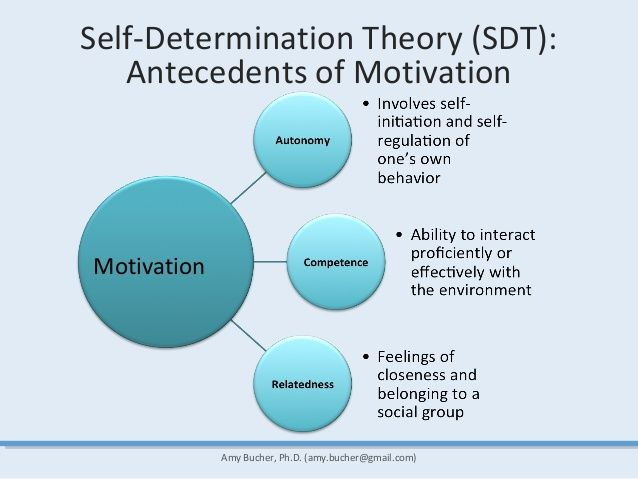 Self-Determination Theory (SDT):
Antecedents of Motivation
Motivation
Autonomy
• Involves self-
initiation and self-
regulation of
one's own
behavior
Competence
• Ability to interact
proficiently or
effectively with
the environment
Relatedness
• Feelings of
closeness and
belonging to a
social group
Amy Bucher, Ph.D. (amy.bucher@gmail.com)